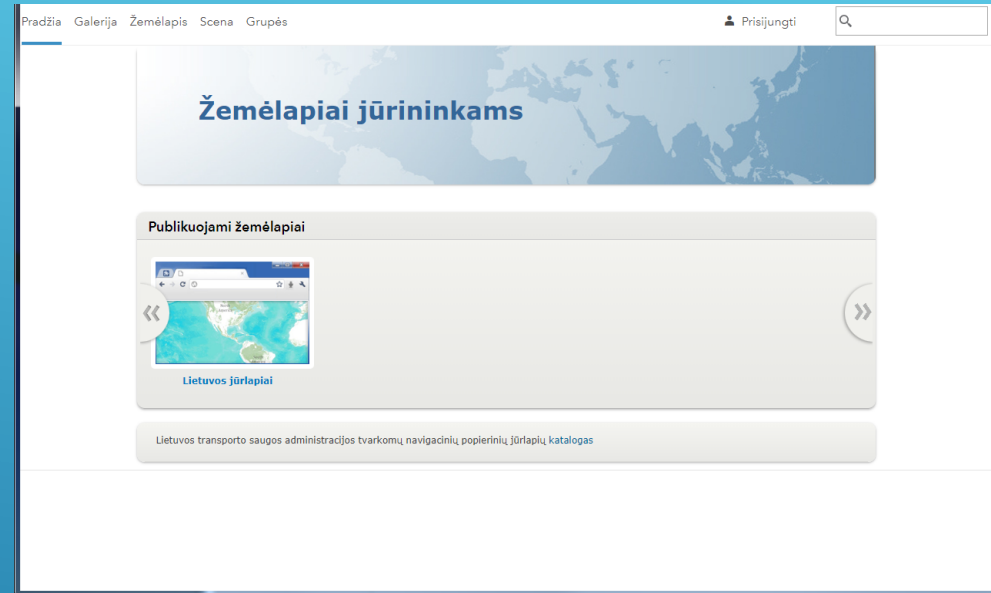 Pradžia Galerija Žemėlapis Scena Grupės Prisijungti
Žemėlapiai jūrininkams
Publikuojami žemėlapiai
Lietuvos jūrlapiai
Lietuvos transporto saugos administracijos tvarkomų navigacinių popierinių jūrlapių katalogas